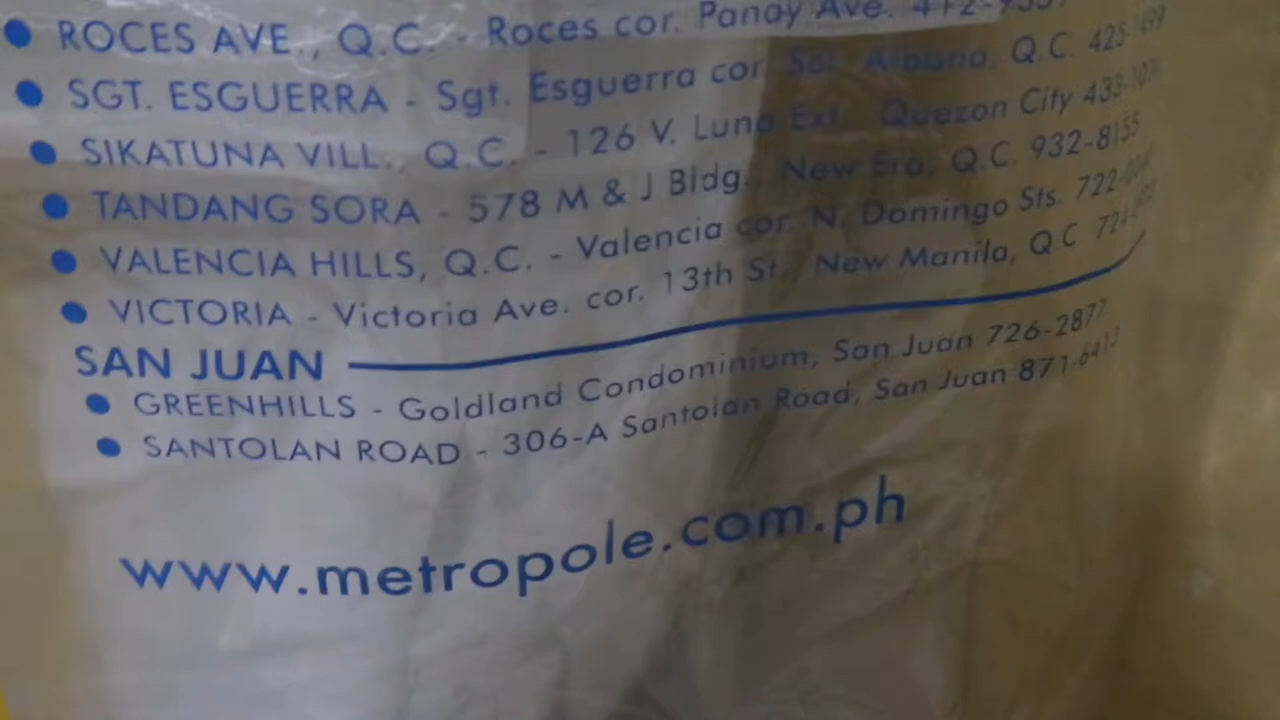 ● ROCES AVE., Q.C. - Roces cor. Panay Ave.
● SGT. ESGUERRA - Sgt. Esguerra cor. Sct. Albano, Q.C.
● SIKATUNA VILL., Q.C. - 126 V. Luna Ext. Quezon City
● TANDANG SORA - 578 M & J Bldg. New Era, Q.C. 932-8155
● VALENCIA HILLS, Q.C. - Valencia cor. N. Domingo Sts.
● VICTORIA - Victoria Ave. cor. 13th St., New Manila, Q.C
SAN JUAN
● GREENHILLS - Goldland Condominium, San Juan 726-2877
● SANTOLAN ROAD - 306-A Santolan Road, San Juan
www.metropole.com.ph